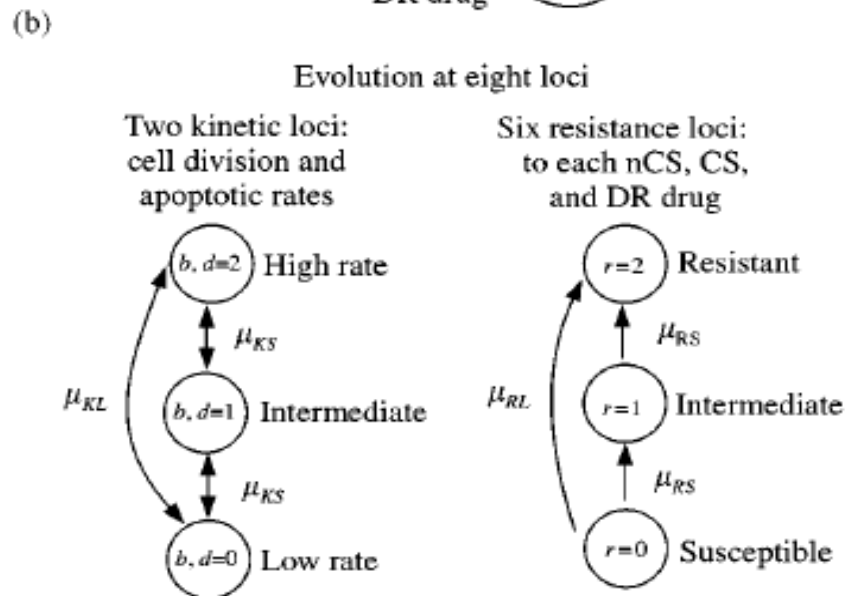 DR drug
(b)
Evolution at eight loci
Two kinetic loci:
cell division and
apoptotic rates
b, d=2 High rate
μKS
μKL
b, d=1 Intermediate
μKS
b, d=0 Low rate
Six resistance loci:
to each nCS, CS,
and DR drug
r=2 Resistant
μRS
μRL
r=1 Intermediate
μRS
r=0 Susceptible